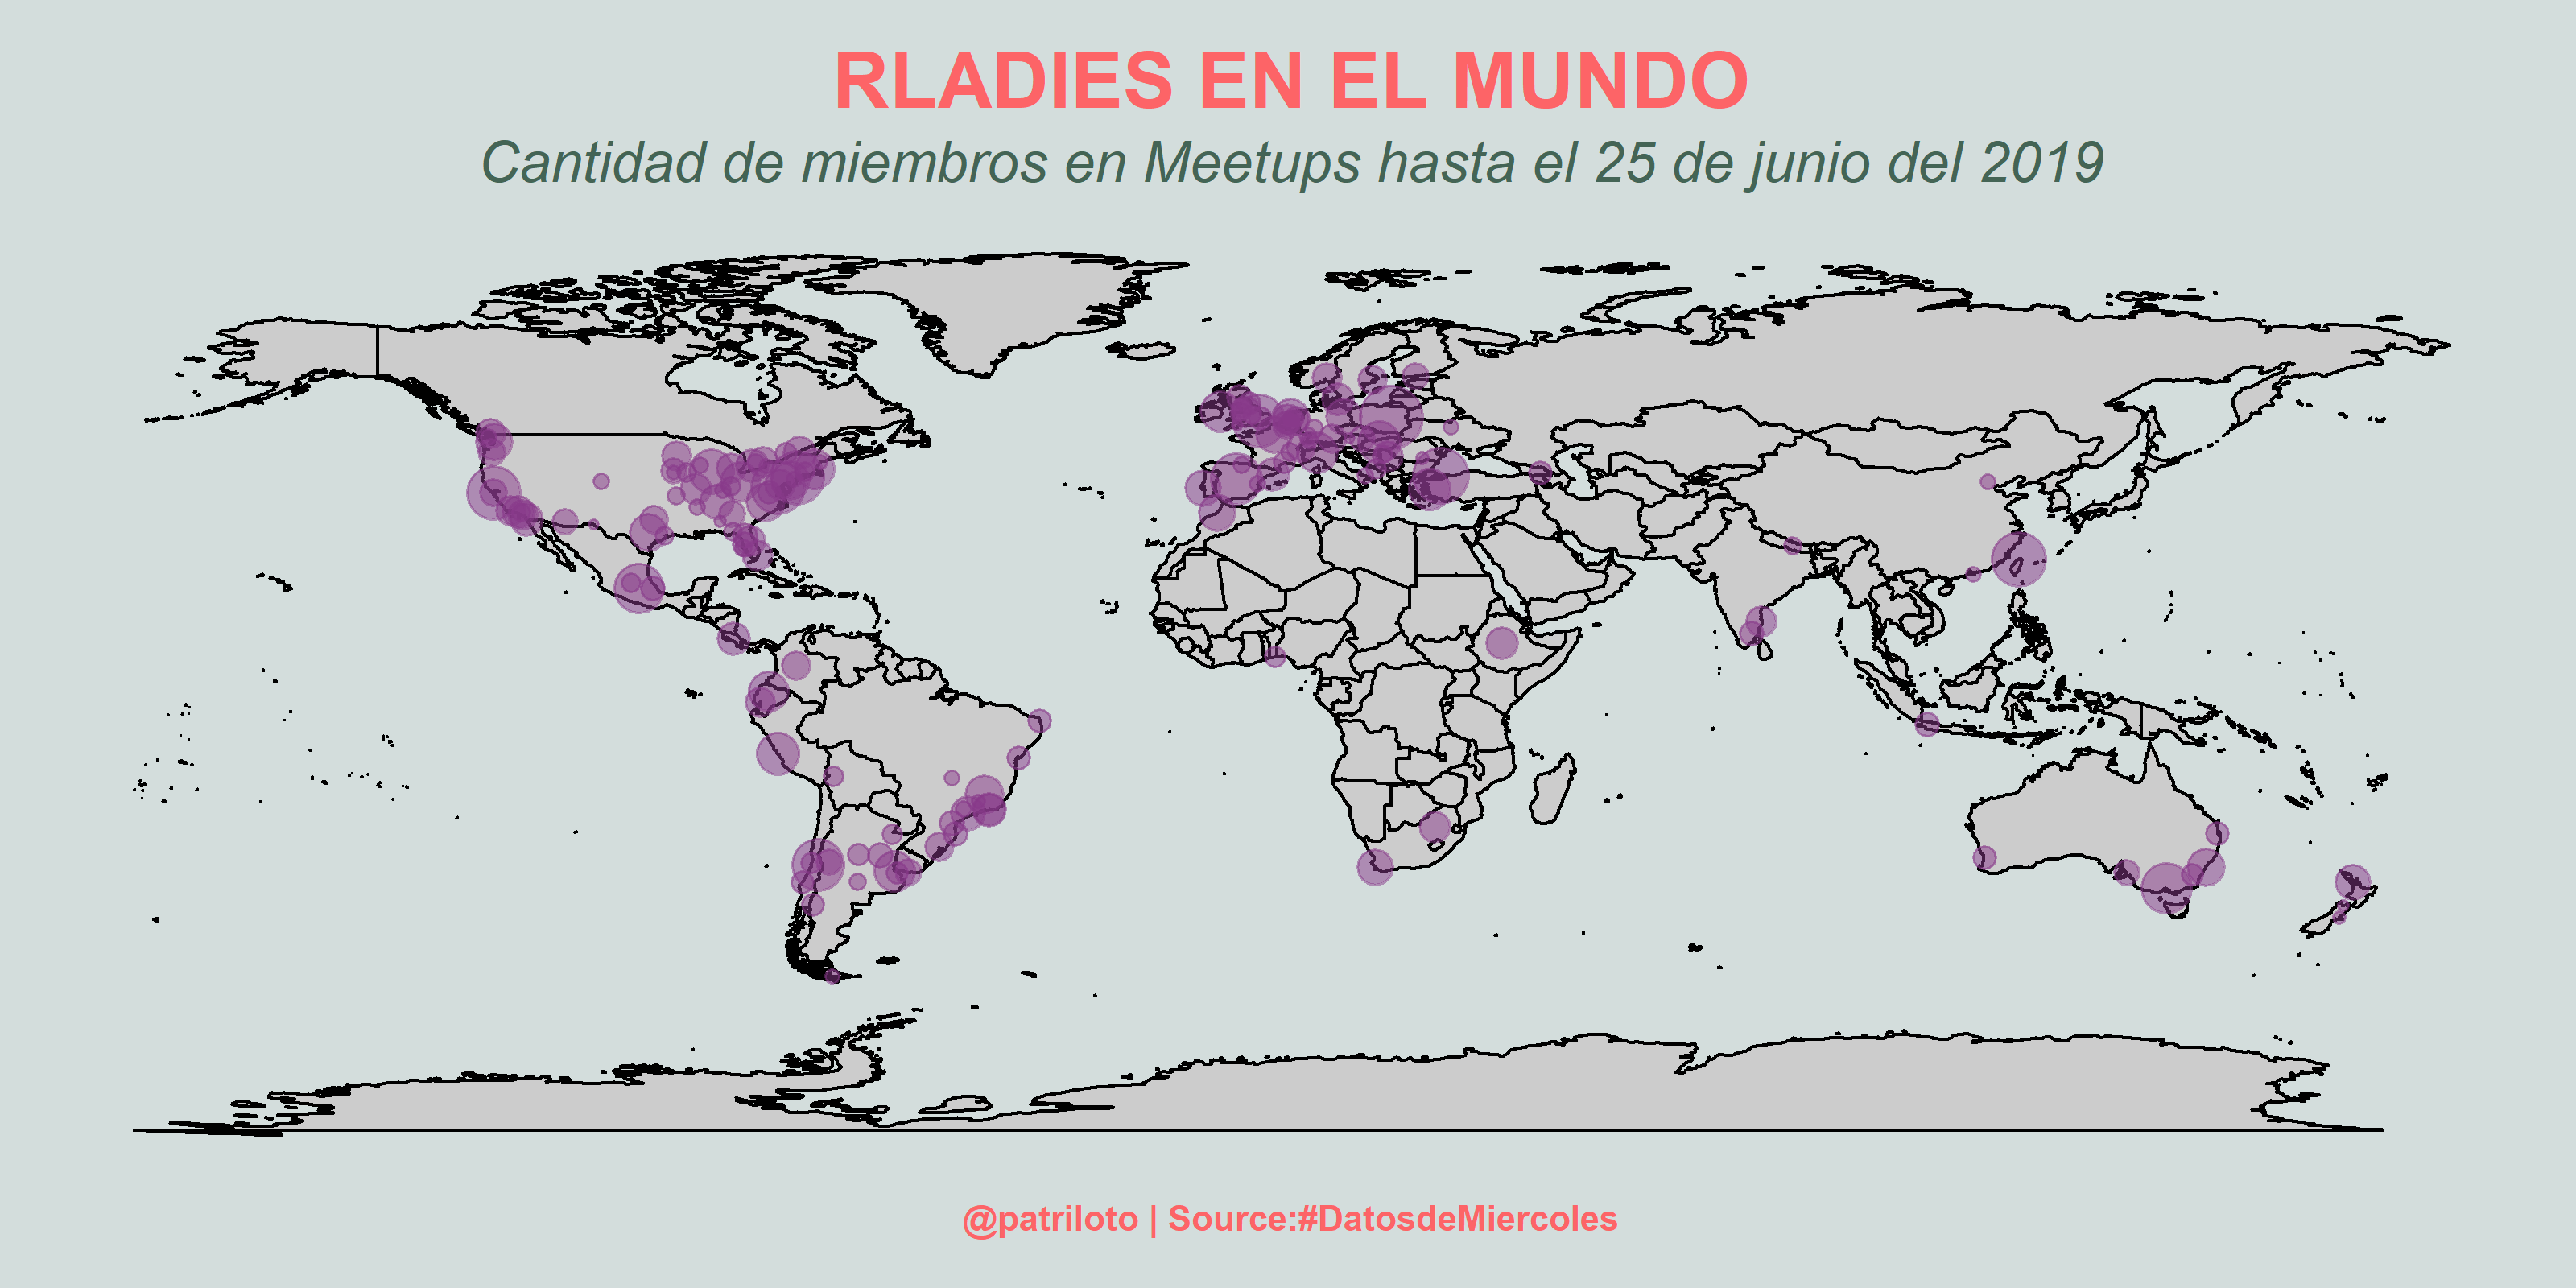 RLADIES EN EL MUNDO
Cantidad de miembros en Meetups hasta el 25 de junio del 2019
@patriloto | Source:#DatosdeMiercoles